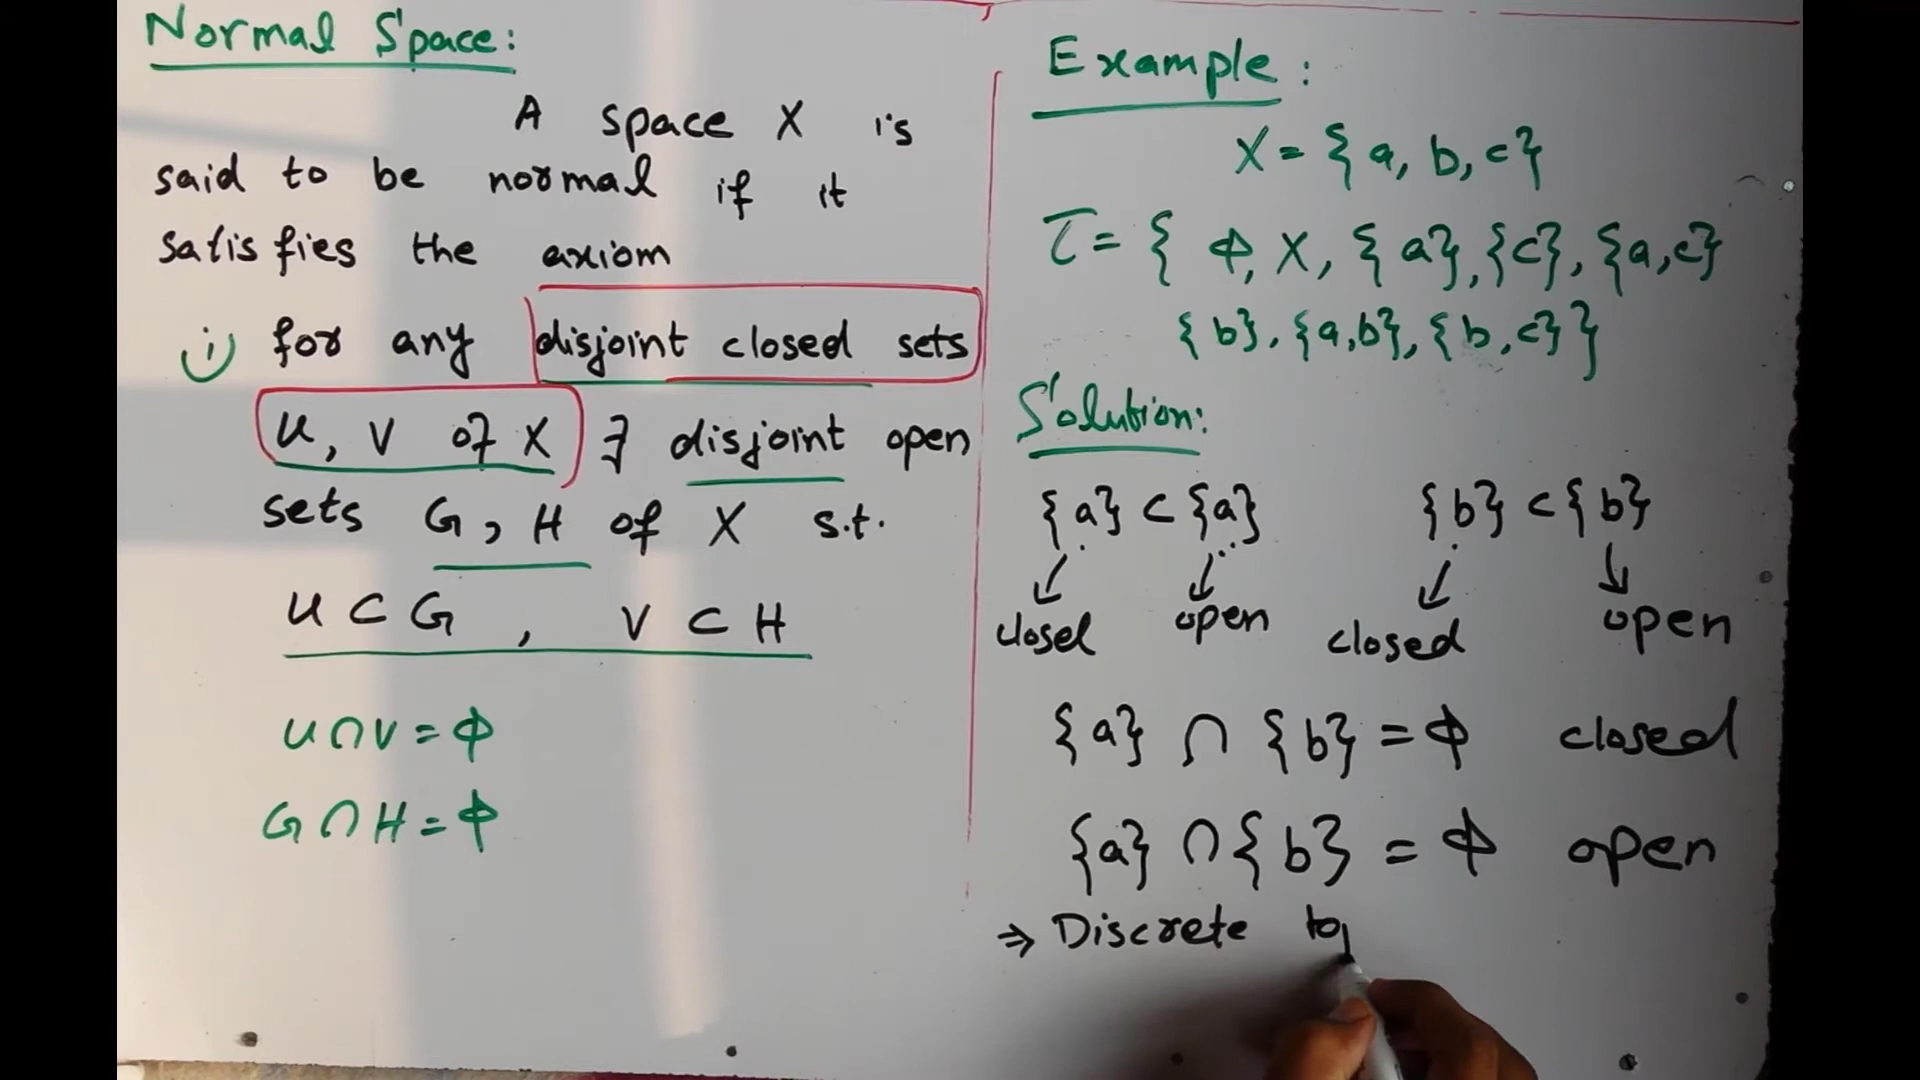 Normal Space:
A space X is
said to be normal if it
satisfies the axiom
i) for any disjoint closed sets
U, V of X ∃ disjoint open
sets G, H of X s.t.
U ⊂ G , V ⊂ H
U ∩ V = ϕ
G ∩ H = ϕ
Example:
X = { a, b, c}
τ = { ϕ, X, {a}, {c}, {a,c}
{b}, {a,b}, {b,c} }
Solution:
{a} ⊂ {a} {b} ⊂ {b}
↙ ↙ ↙ ↘
closed open closed open
{a} ∩ {b} = ϕ closed
{a} ∩ {b} = ϕ open
⇒ Discrete top